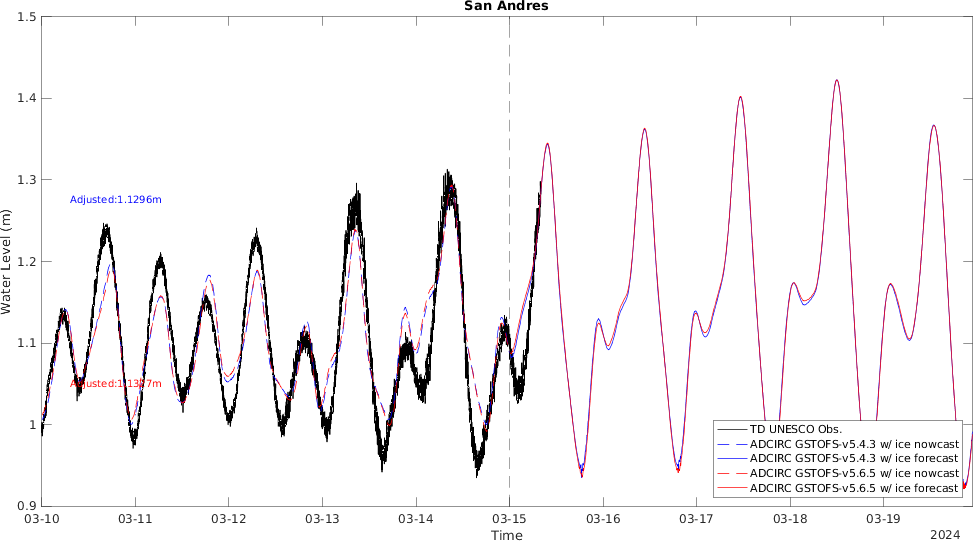 San Andres
1.5
1.4
1.3
1.2
1.1
1
0.9
Water Level (m)
Adjusted:1.1296m
03-10
03-11
03-12
03-13
03-14
03-15
03-16
03-17
03-18
03-19
Time
2024
TD UNESCO Obs.
ADCIRC GSTOFS-v5.4.3 w/ ice nowcast
ADCIRC GSTOFS-v5.4.3 w/ ice forecast
ADCIRC GSTOFS-v5.6.5 w/ ice nowcast
ADCIRC GSTOFS-v5.6.5 w/ ice forecast